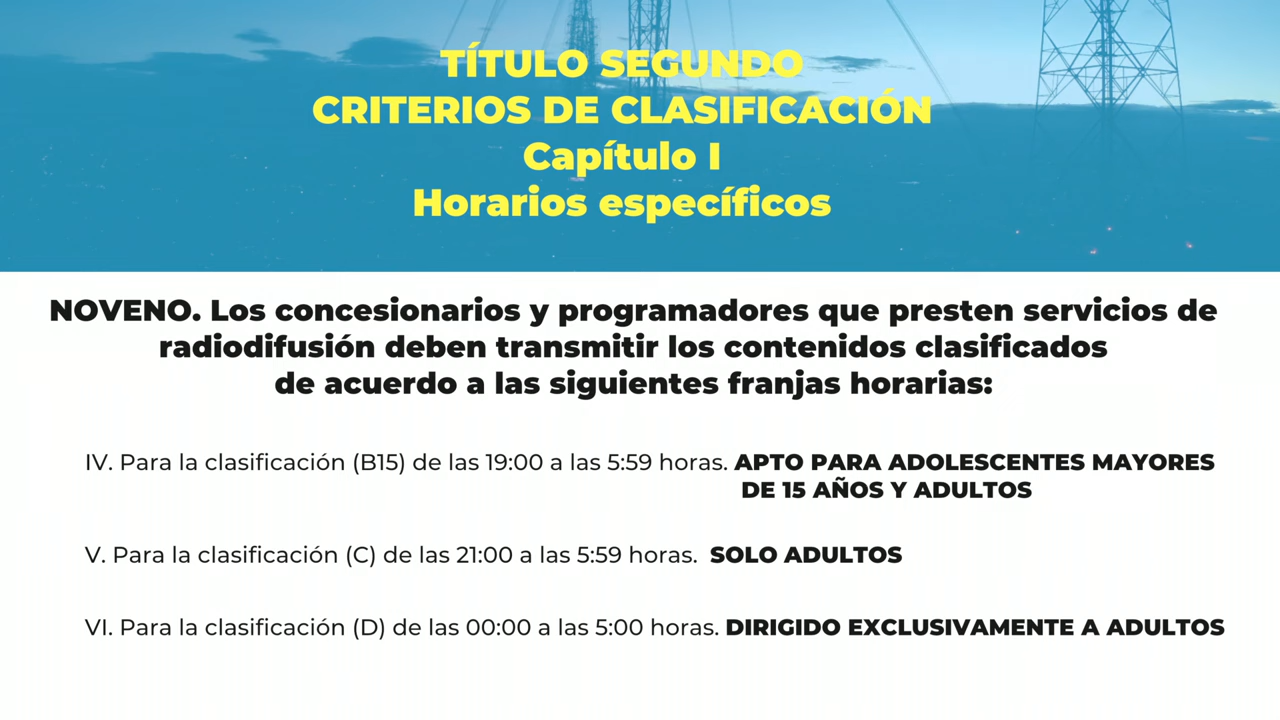 TÍTULO SEGUNDO
CRITERIOS DE CLASIFICACIÓN
Capítulo I
Horarios específicos
NOVENO. Los concesionarios y programadores que presten servicios de
radiodifusión deben transmitir los contenidos clasificados
de acuerdo a las siguientes franjas horarias:
IV. Para la clasificación (B15) de las 19:00 a las 5:59 horas. APTO PARA ADOLESCENTES MAYORES
DE 15 AÑOS Y ADULTOS
V. Para la clasificación (C) de las 21:00 a las 5:59 horas. SOLO ADULTOS
VI. Para la clasificación (D) de las 00:00 a las 5:00 horas. DIRIGIDO EXCLUSIVAMENTE A ADULTOS